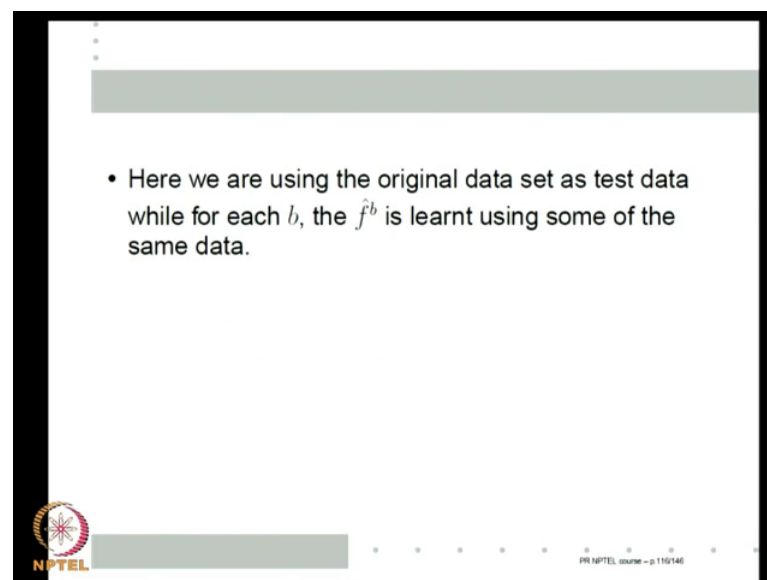 • Here we are using the original data set as test data
while for each b, the f̂ᵇ is learnt using some of the
same data.
NPTEL
PR NPTEL course – p 116/146